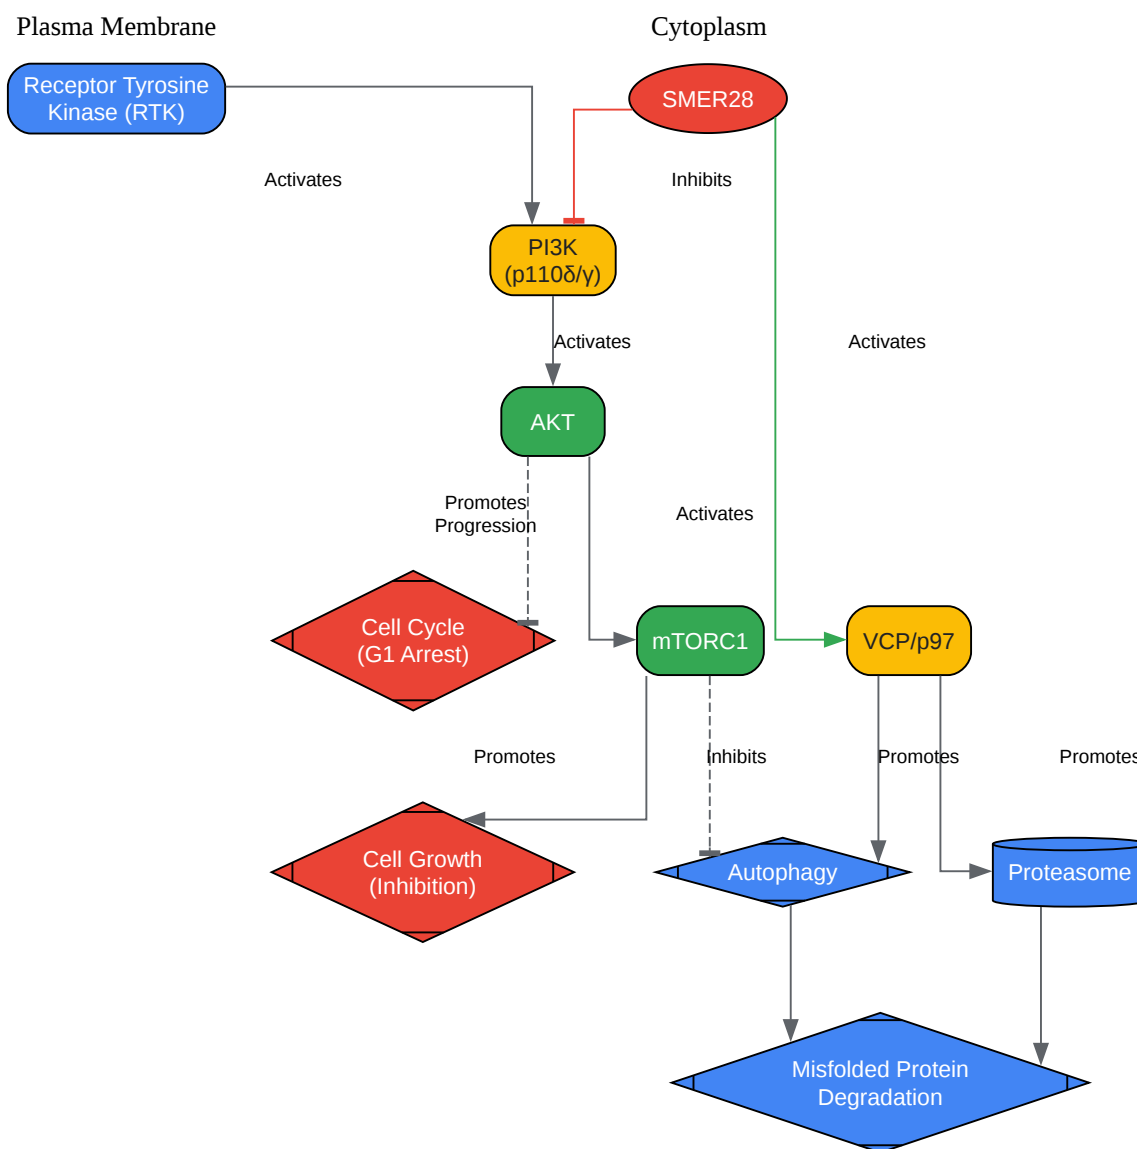 Plasma Membrane
Cytoplasm
Receptor Tyrosine
Kinase (RTK)
SMER28
Activates
Inhibits
PI3K
(p110δ/γ)
Activates
Activates
AKT
Promotes
Progression
Activates
Cell Cycle
(G1 Arrest)
mTORC1
VCP/p97
Promotes
Inhibits
Promotes
Promotes
Cell Growth
(Inhibition)
Autophagy
Proteasome
Misfolded Protein
Degradation